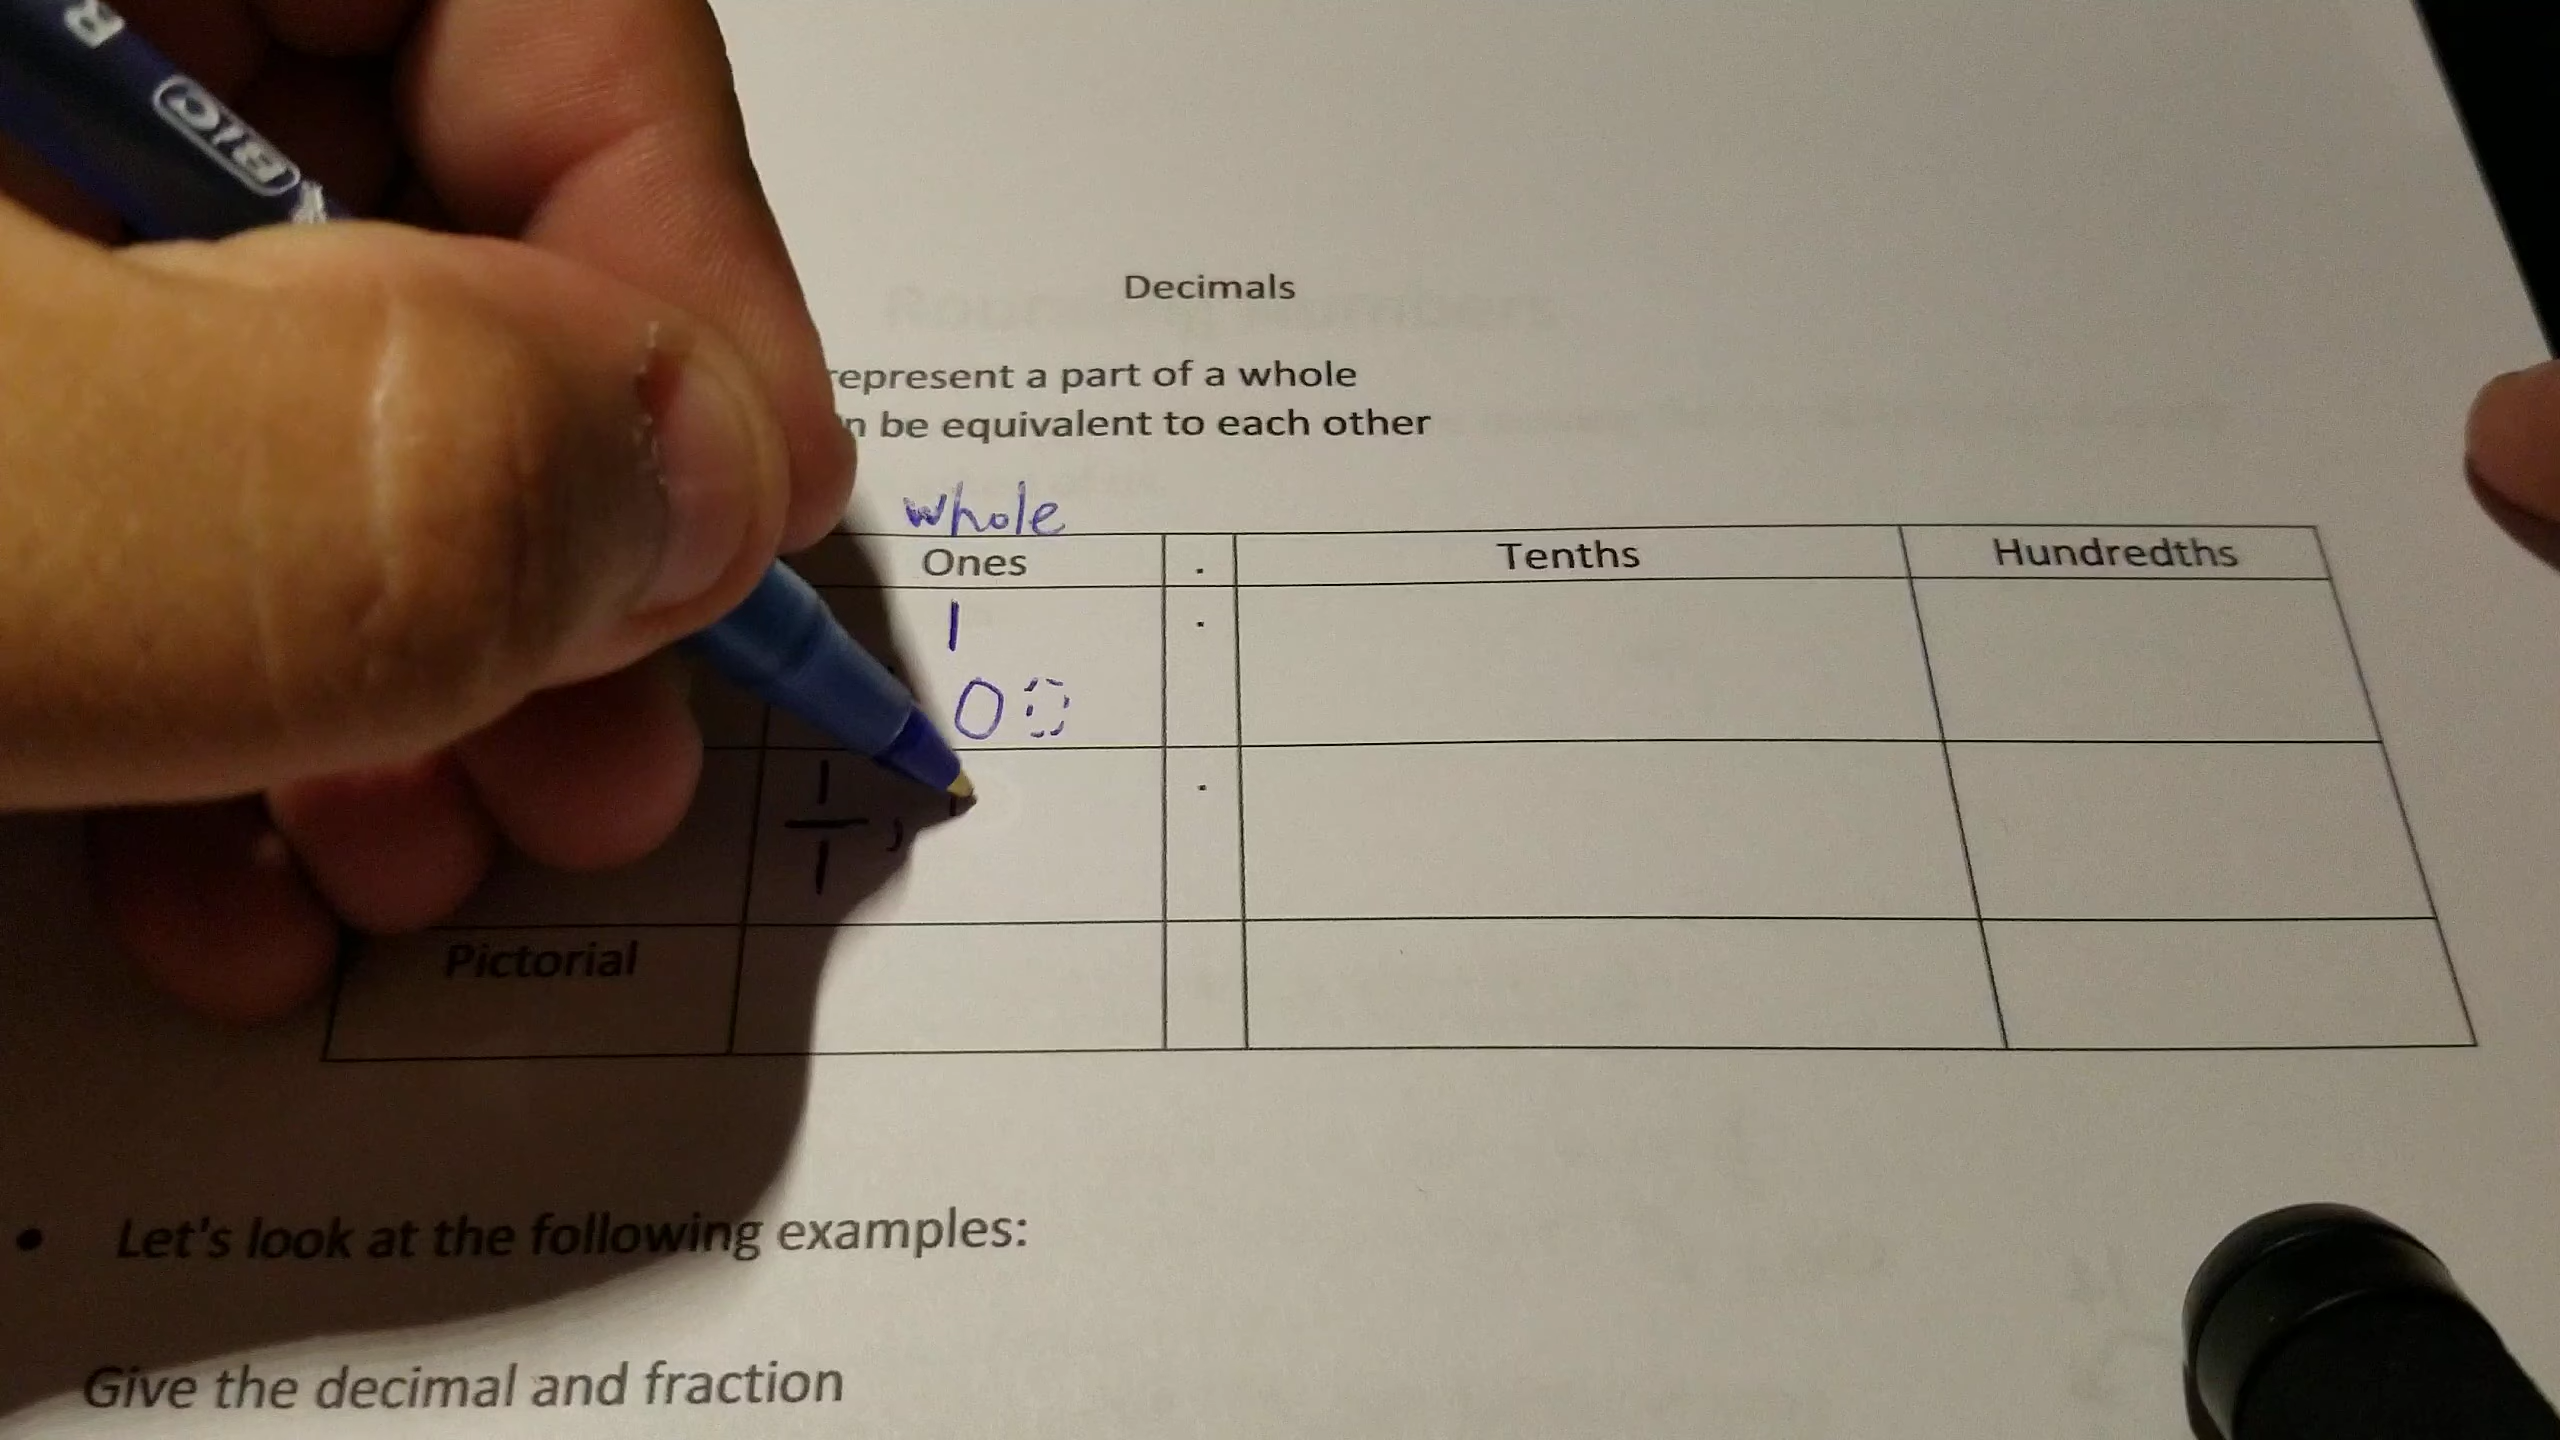 BIC
R
Decimals
represent a part of a whole
n be equivalent to each other
whole
Ones . Tenths Hundredths
1 .
0 0
1/1 , .
Pictorial
• Let's look at the following examples:
Give the decimal and fraction